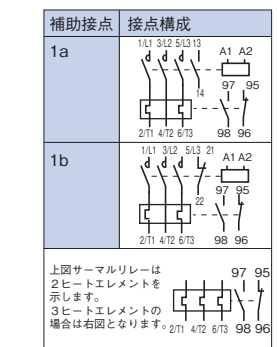 補助接点 接点構成
1a
1/L1 3/L2 5/L3 13 A1 A2
97 95
14
2/T1 4/T2 6/T3 98 96
1b
1/L1 3/L2 5/L3 21 A1 A2
97 95
22
2/T1 4/T2 6/T3 98 96
上図サーマルリレーは
2ヒートエレメントを
示します。
3ヒートエレメントの
場合は右図となります。
97 95
2/T1 4/T2 6/T3 98 96